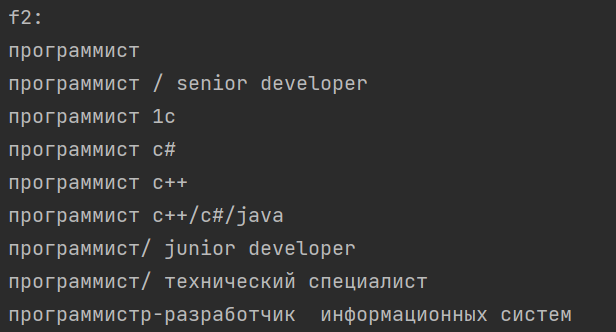 f2:
программист
программист / senior developer
программист 1с
программист c#
программист c++
программист c++/c#/java
программист/ junior developer
программист/ технический специалист
программистр-разработчик  информационных систем